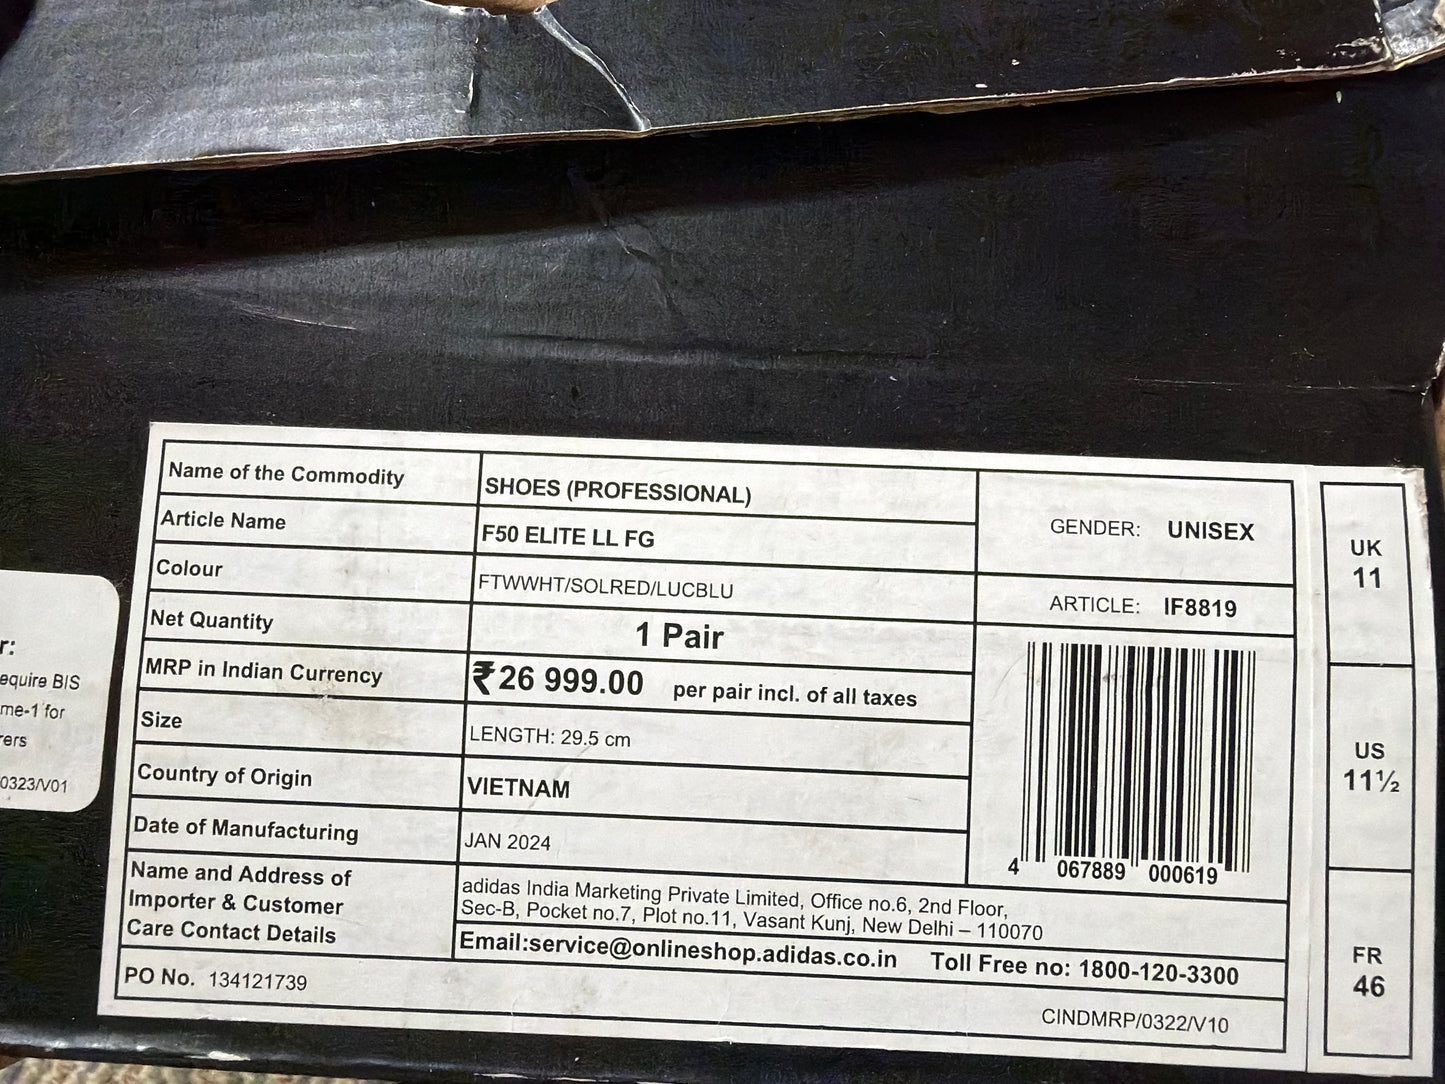 Name of the Commodity
SHOES (PROFESSIONAL)
Article Name
F50 ELITE LL FG
Colour
FTWWHT/SOLRED/LUCBLU
Net Quantity
1 Pair
MRP in Indian Currency
₹26 999.00 per pair incl. of all taxes
Size
LENGTH: 29.5 cm
Country of Origin
VIETNAM
Date of Manufacturing
JAN 2024
Name and Address of
Importer & Customer
Care Contact Details
adidas India Marketing Private Limited, Office no.6, 2nd Floor,
Sec-B, Pocket no.7, Plot no.11, Vasant Kunj, New Delhi – 110070
Email:service@onlineshop.adidas.co.in Toll Free no: 1800-120-3300
PO No. 134121739
CINDMRP/0322/V10
GENDER: UNISEX
ARTICLE: IF8819
4 067889 000619
UK
11
US
11½
FR
46
BIS
me-1 for
0323/V01